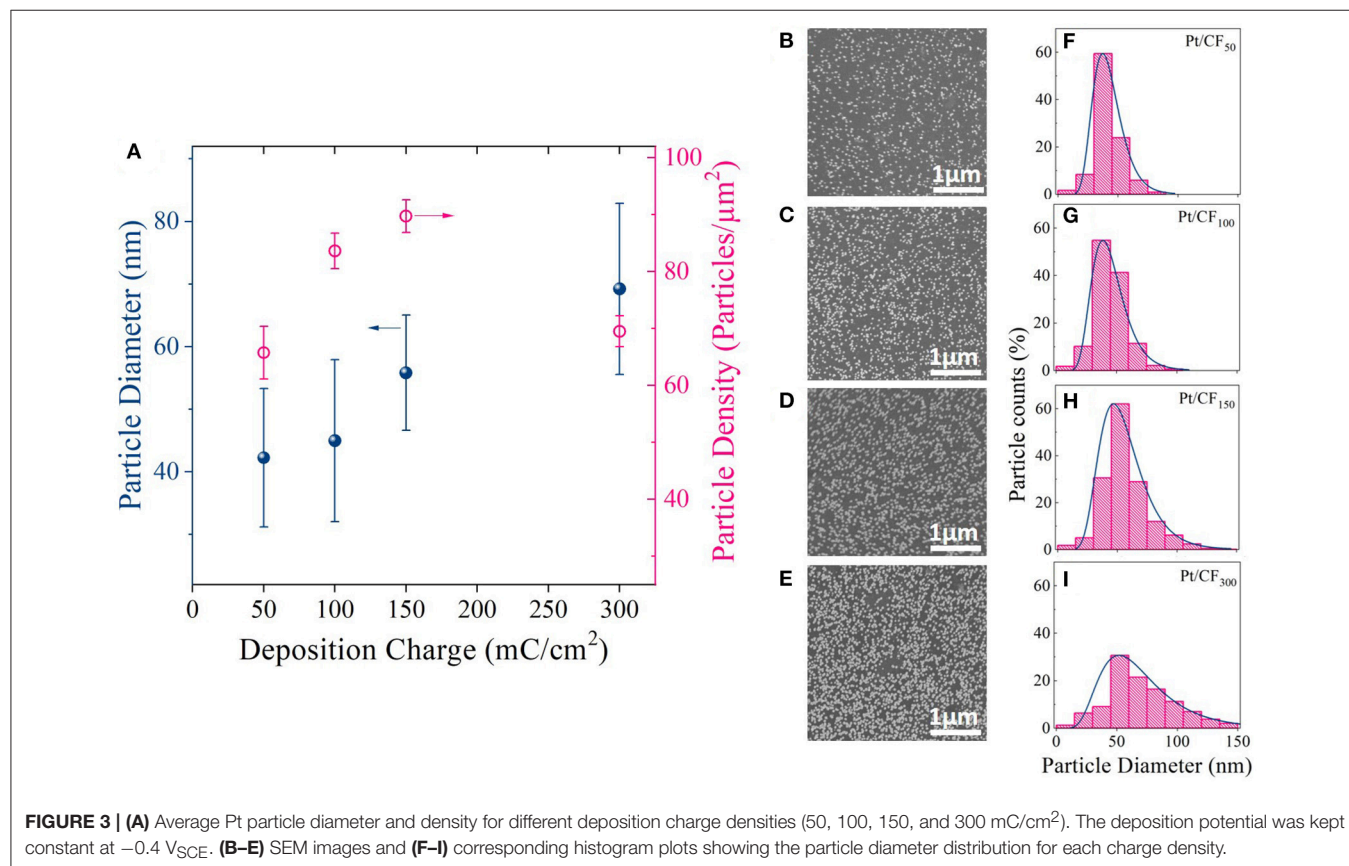 A
Particle Diameter (nm)
80
60
40
0
50
100
150
200
250
300
Deposition Charge (mC/cm²)
100
80
60
40
Particle Density (Particles/μm²)
B
1μm
C
1μm
D
1μm
E
1μm
Particle counts (%)
F
Pt/CF₅₀
60
40
20
0
G
Pt/CF₁₀₀
60
40
20
0
H
Pt/CF₁₅₀
60
40
20
0
I
Pt/CF₃₀₀
60
40
20
0
0
50
100
150
Particle Diameter (nm)
FIGURE 3 | (A) Average Pt particle diameter and density for different deposition charge densities (50, 100, 150, and 300 mC/cm²). The deposition potential was kept
constant at −0.4 V_SCE. (B–E) SEM images and (F–I) corresponding histogram plots showing the particle diameter distribution for each charge density.